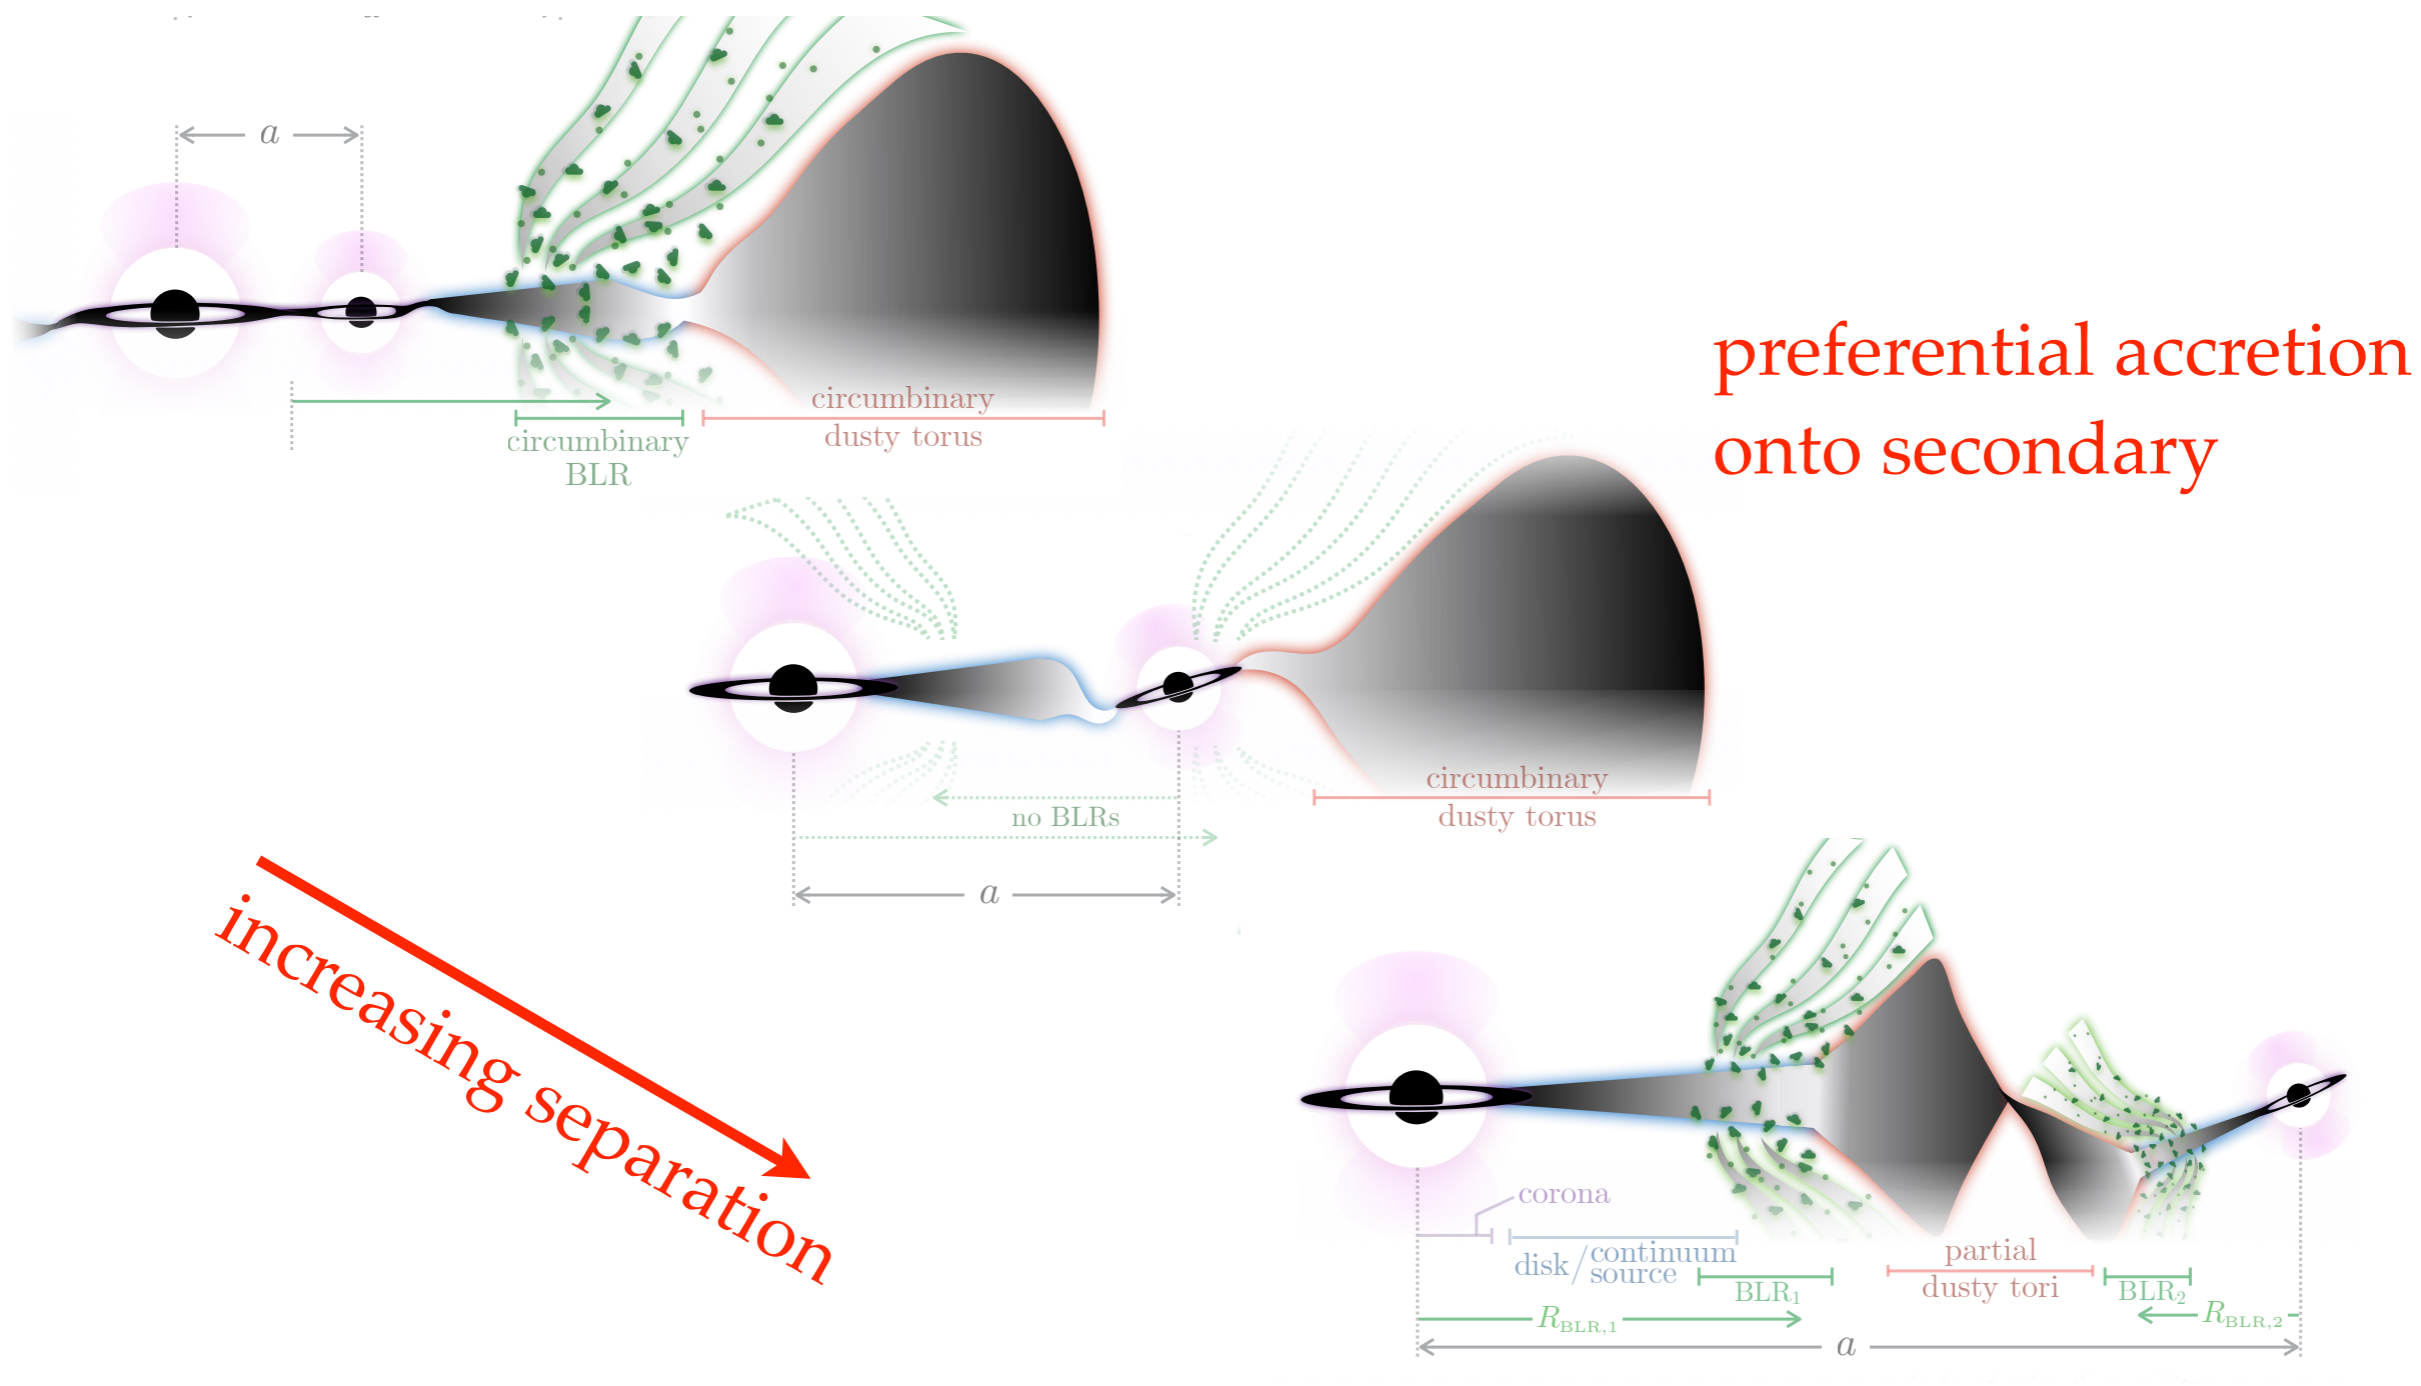 a
circumbinary
BLR
circumbinary
dusty torus
preferential accretion
onto secondary
no BLRs
circumbinary
dusty torus
a
increasing separation
corona
disk/continuum
source
BLR₁
partial
dusty tori
BLR₂
R_BLR,1
R_BLR,2
a